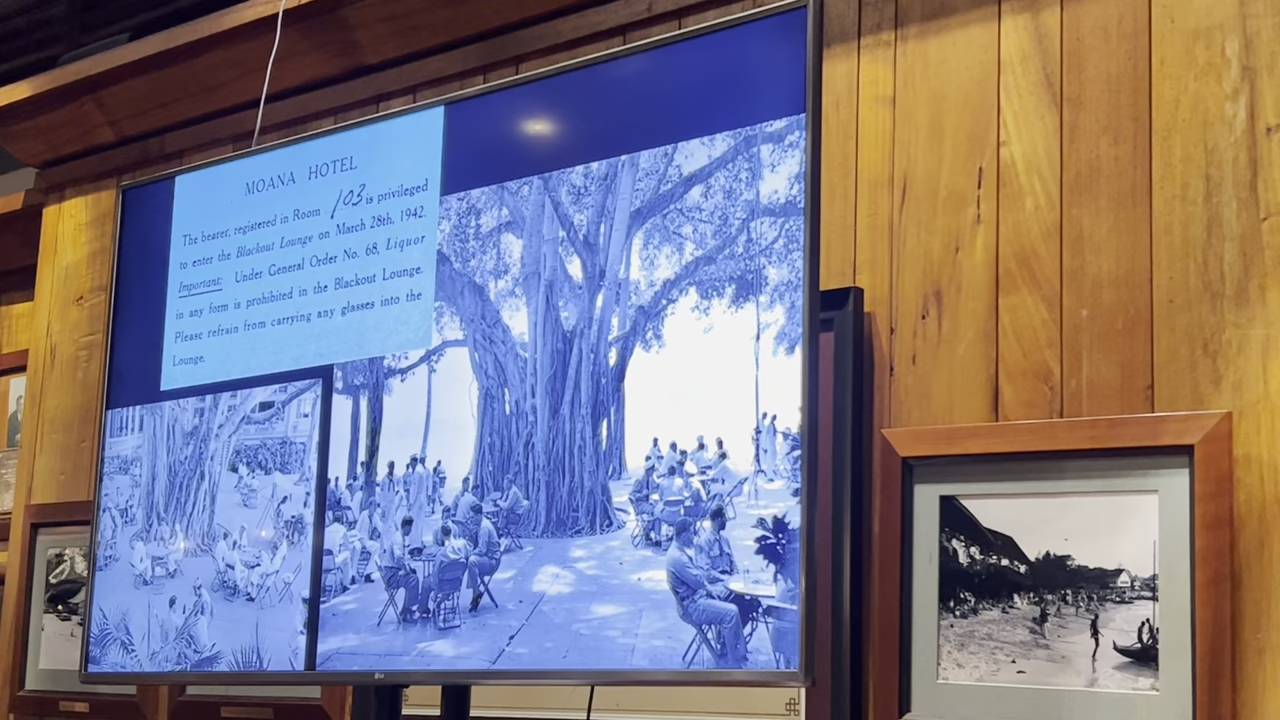 MOANA HOTEL
The bearer, registered in Room 103 is privileged
to enter the Blackout Lounge on March 28th, 1942.
Important: Under General Order No. 68, Liquor
in any form is prohibited in the Blackout Lounge.
Please refrain from carrying any glasses into the
Lounge.
LG